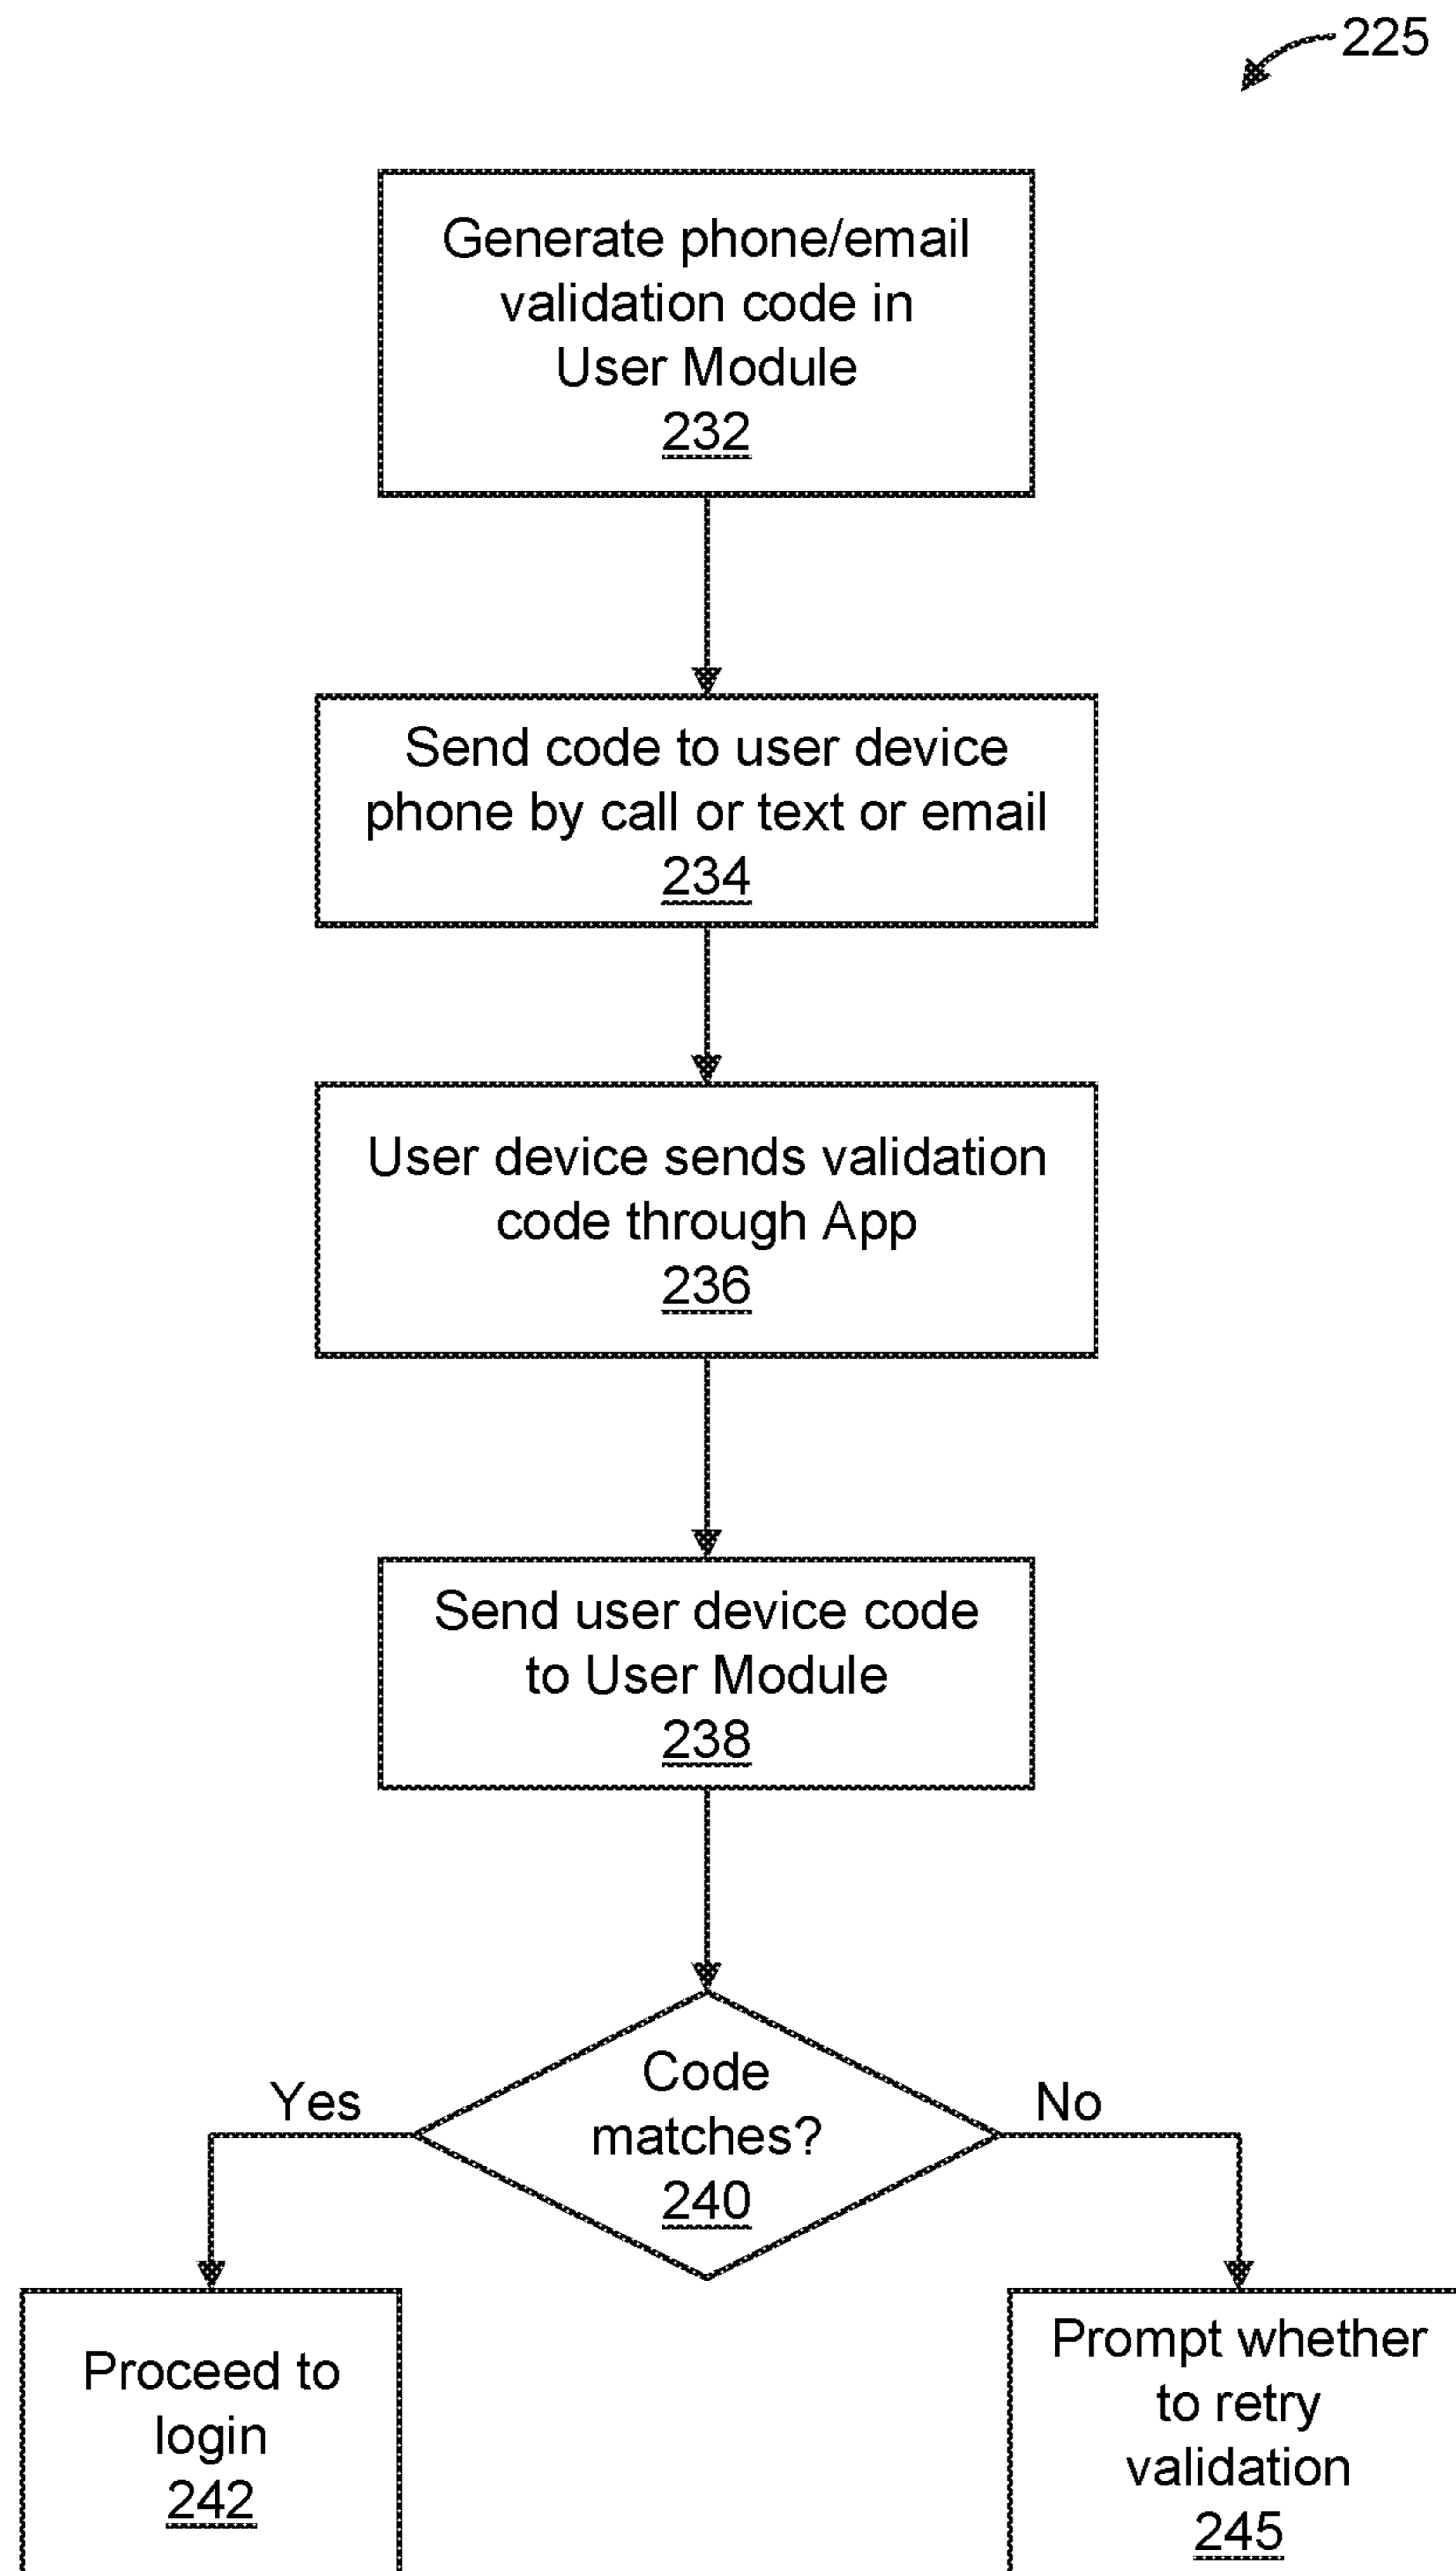 225
Generate phone/email
validation code in
User Module
232
Send code to user device
phone by call or text or email
234
User device sends validation
code through App
236
Send user device code
to User Module
238
Code
matches?
240
Yes
No
Proceed to
login
242
Prompt whether
to retry
validation
245